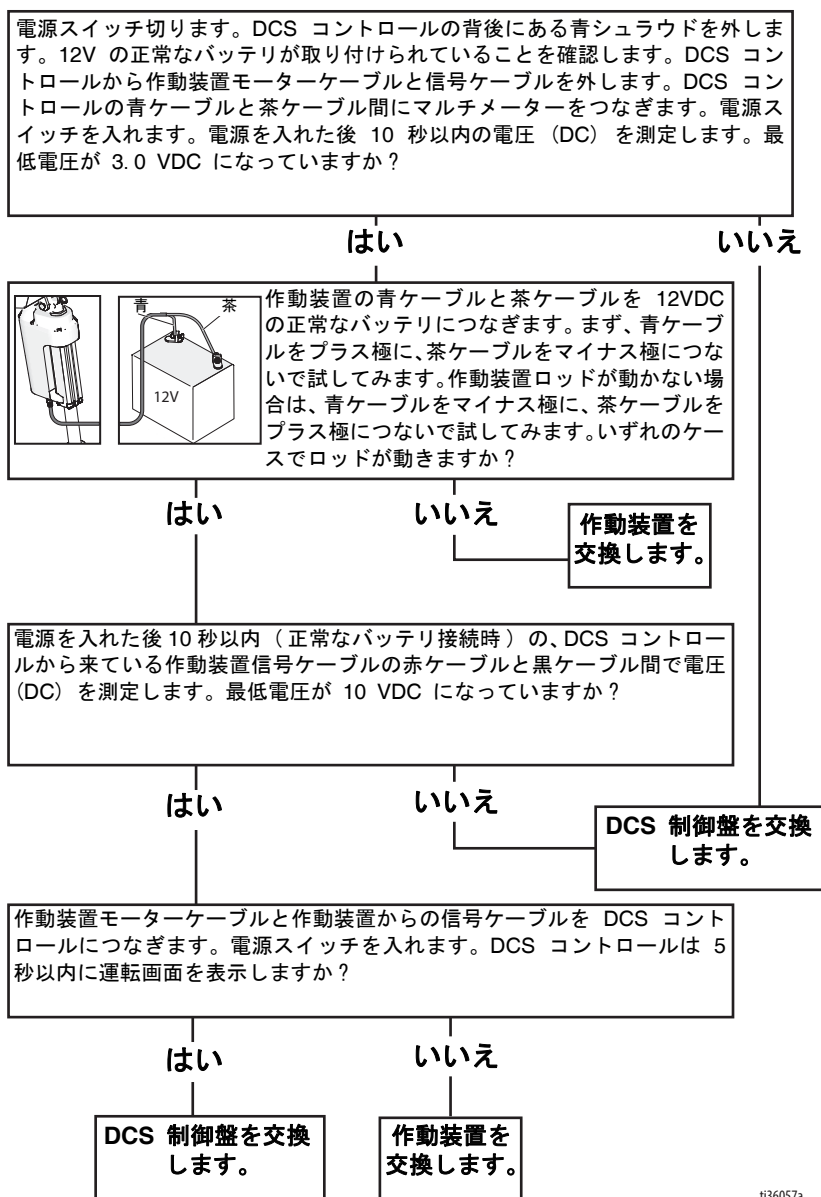 電源スイッチ切ります。DCS コントロールの背後にある青シュラウドを外しま
す。12V の正常なバッテリが取り付けられていることを確認します。DCS コン
トロールから作動装置モーターケーブルと信号ケーブルを外します。DCS コン
トロールの青ケーブルと茶ケーブル間にマルチメーターをつなぎます。電源ス
イッチを入れます。電源を入れた後 10 秒以内の電圧 (DC) を測定します。最
低電圧が 3.0 VDC になっていますか?
はい
いいえ
青
茶
12V
作動装置の青ケーブルと茶ケーブルを 12VDC
の正常なバッテリにつなぎます。まず、青ケーブ
ルをプラス極に、茶ケーブルをマイナス極につな
いで試してみます。作動装置ロッドが動かない場
合は、青ケーブルをマイナス極に、茶ケーブルを
プラス極につないで試してみます。いずれのケー
スでロッドが動きますか?
はい
いいえ
作動装置を
交換します。
電源を入れた後 10 秒以内 (正常なバッテリ接続時) の、DCS コントロー
ルから来ている作動装置信号ケーブルの赤ケーブルと黒ケーブル間で電圧
(DC) を測定します。最低電圧が 10 VDC になっていますか?
はい
いいえ
DCS 制御盤を交換
します。
作動装置モーターケーブルと作動装置からの信号ケーブルを DCS コント
ロールにつなぎます。電源スイッチを入れます。DCS コントロールは 5
秒以内に運転画面を表示しますか?
はい
いいえ
DCS 制御盤を交換
します。
作動装置を
交換します。
ti36057a